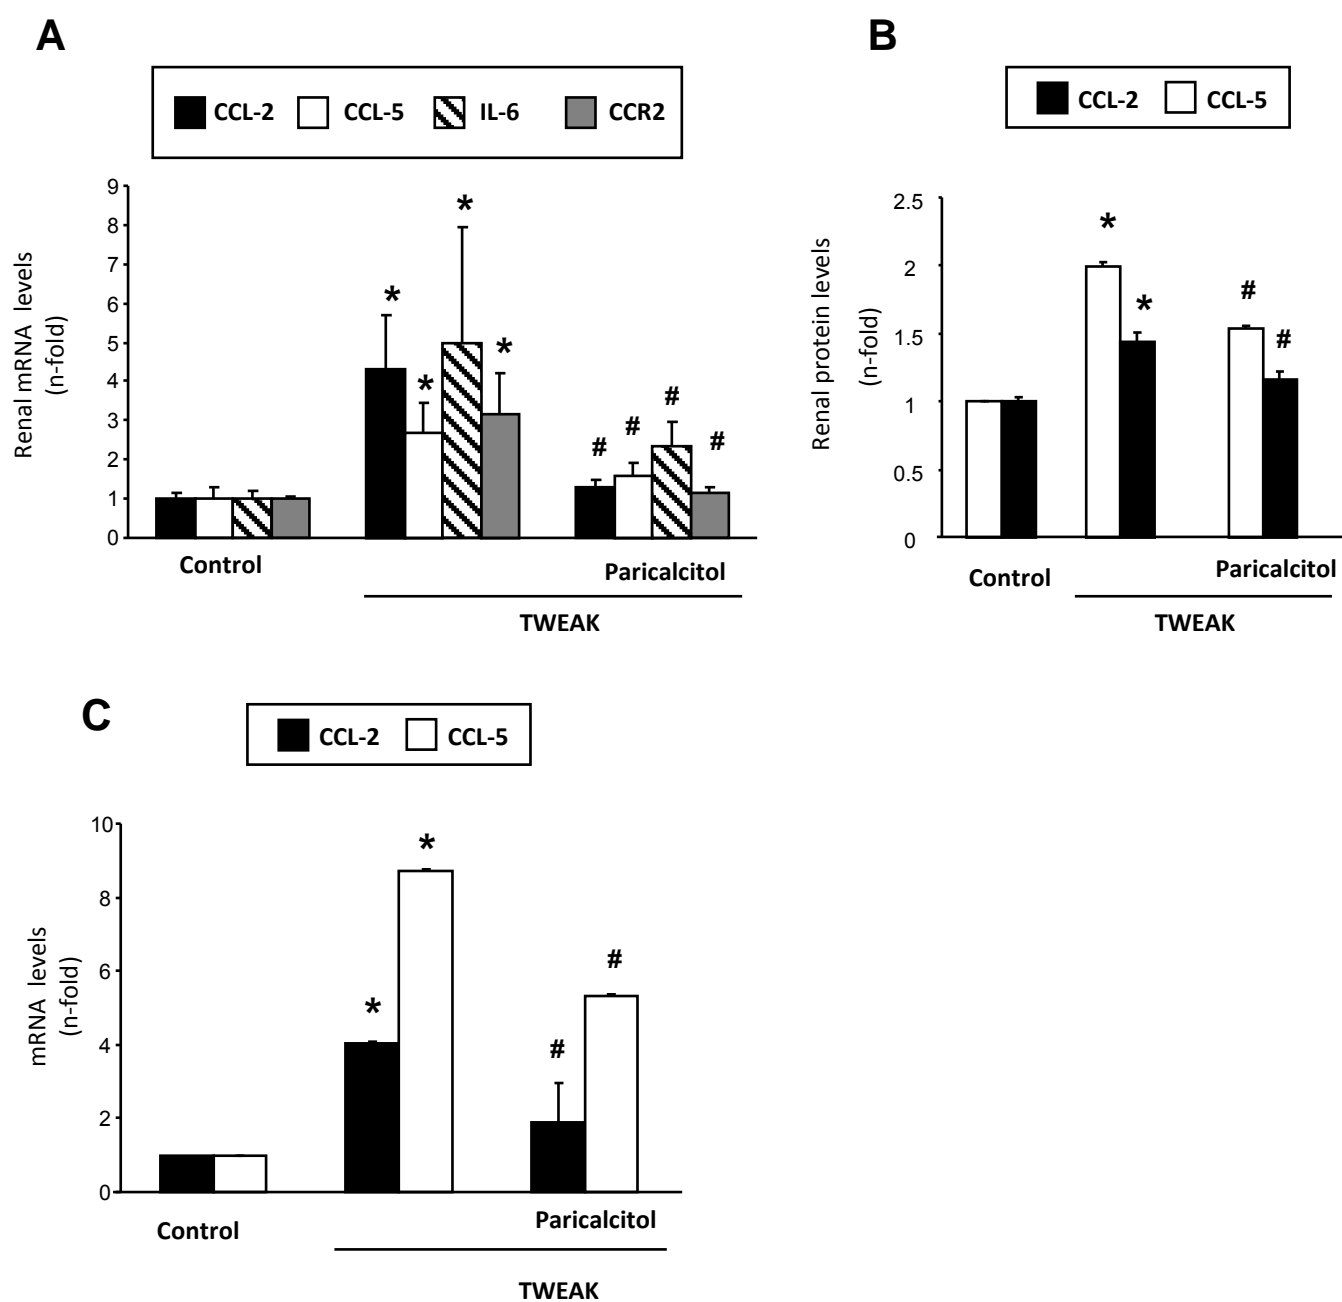 A
CCL-2 CCL-5 IL-6 CCR2
Renal mRNA levels
(n-fold)
9
8
7
6
5
4
3
2
1
0
* * * *
# # # #
Control
Paricalcitol
TWEAK
B
CCL-2 CCL-5
Renal protein levels
(n-fold)
2.5
2
1.5
1
0.5
0
* *
# #
Control
Paricalcitol
TWEAK
C
CCL-2 CCL-5
mRNA levels
(n-fold)
10
8
6
4
2
0
* *
# #
Control
Paricalcitol
TWEAK